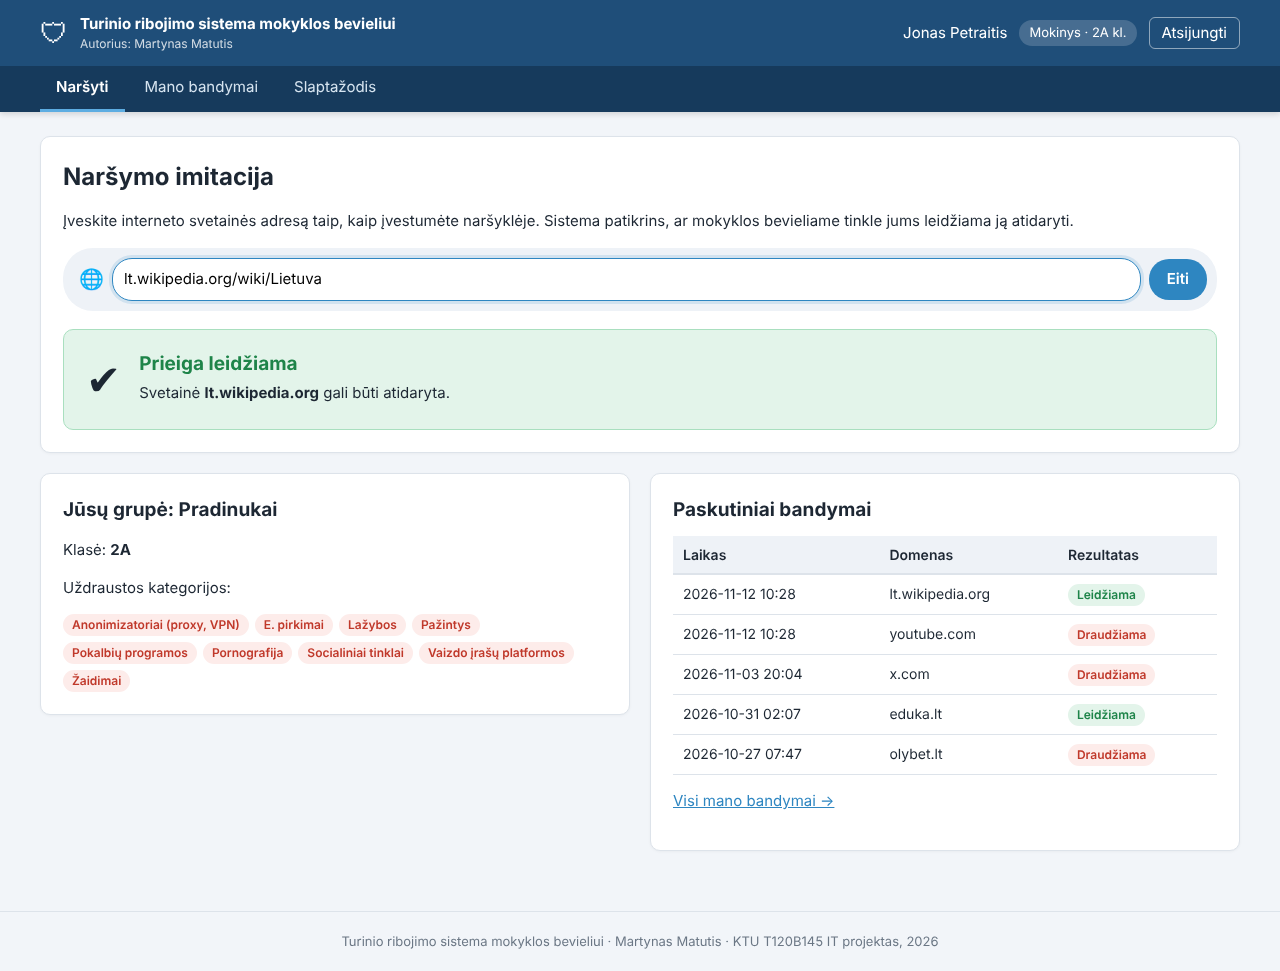 Turinio ribojimo sistema mokyklos bevieliui
Autorius: Martynas Matutis
Jonas Petraitis
Mokinys · 2A kl.
Atsijungti
Naršyti
Mano bandymai
Slaptažodis
Naršymo imitacija
Įveskite interneto svetainės adresą taip, kaip įvestumėte naršyklėje. Sistema patikrins, ar mokyklos bevieliame tinkle jums leidžiama ją atidaryti.
lt.wikipedia.org/wiki/Lietuva
Eiti
Prieiga leidžiama
Svetainė lt.wikipedia.org gali būti atidaryta.
Jūsų grupė: Pradinukai
Klasė: 2A
Uždraustos kategorijos:
Anonimizatoriai (proxy, VPN) E. pirkimai Lažybos Pažintys
Pokalbių programos Pornografija Socialiniai tinklai Vaizdo įrašų platformos
Žaidimai
Paskutiniai bandymai
Laikas Domenas Rezultatas
2026-11-12 10:28 lt.wikipedia.org Leidžiama
2026-11-12 10:28 youtube.com Draudžiama
2026-11-03 20:04 x.com Draudžiama
2026-10-31 02:07 eduka.lt Leidžiama
2026-10-27 07:47 olybet.lt Draudžiama
Visi mano bandymai →
Turinio ribojimo sistema mokyklos bevieliui · Martynas Matutis · KTU T120B145 IT projektas, 2026